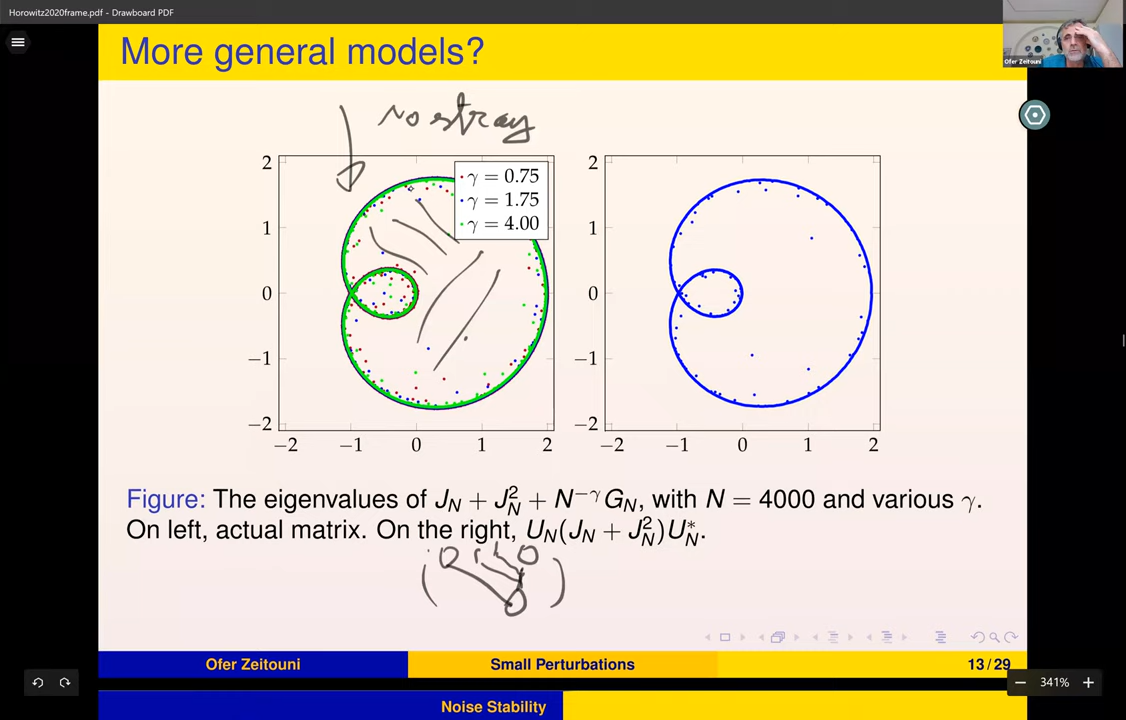 Horowitz2020frame.pdf - Drawboard PDF
More general models?
Ofer Zeitouni
No stray
2
1
0
−1
−2
−2 −1 0 1 2
γ = 0.75
γ = 1.75
γ = 4.00
2
1
0
−1
−2
−2 −1 0 1 2
Figure: The eigenvalues of J_N + J_N^2 + N^{−γ} G_N, with N = 4000 and various γ.
On left, actual matrix. On the right, U_N(J_N + J_N^2)U_N^*.
Ofer Zeitouni Small Perturbations 13 / 29
341%
Noise Stability